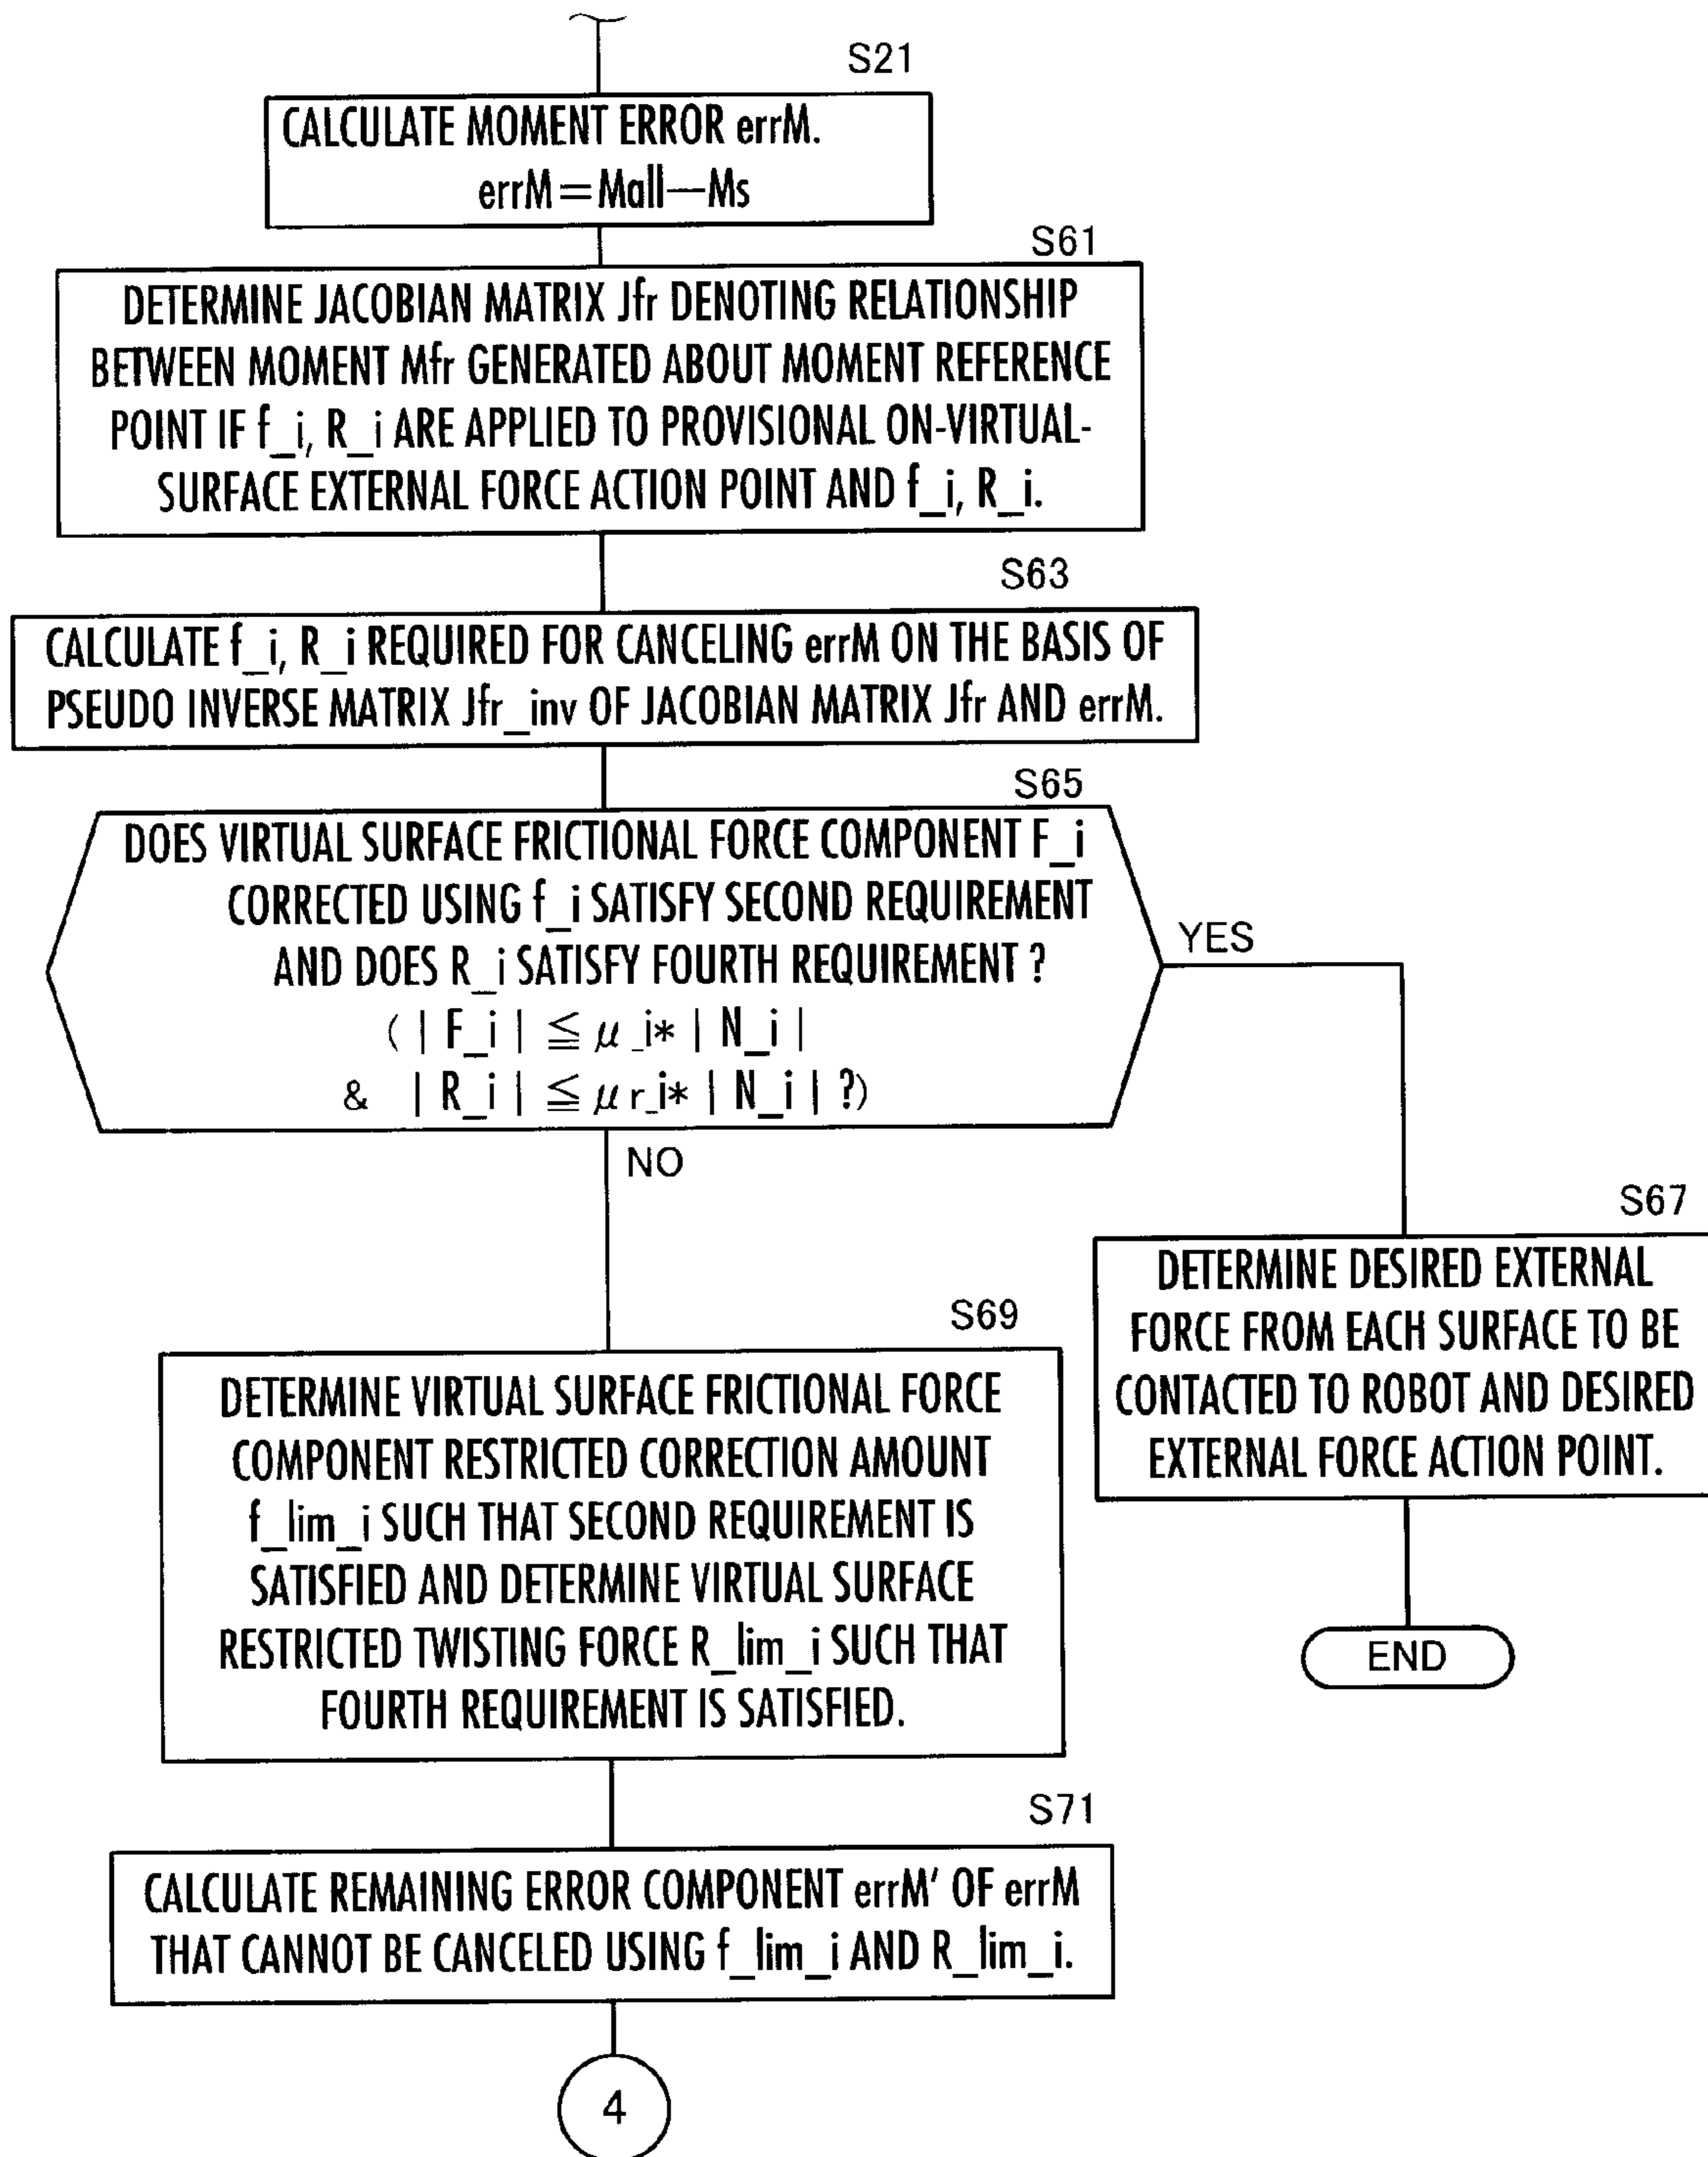 S21
CALCULATE MOMENT ERROR errM.
errM=Mall—Ms
S61
DETERMINE JACOBIAN MATRIX Jfr DENOTING RELATIONSHIP
BETWEEN MOMENT Mfr GENERATED ABOUT MOMENT REFERENCE
POINT IF f_i, R_i ARE APPLIED TO PROVISIONAL ON-VIRTUAL-
SURFACE EXTERNAL FORCE ACTION POINT AND f_i, R_i.
S63
CALCULATE f_i, R_i REQUIRED FOR CANCELING errM ON THE BASIS OF
PSEUDO INVERSE MATRIX Jfr_inv OF JACOBIAN MATRIX Jfr AND errM.
S65
DOES VIRTUAL SURFACE FRICTIONAL FORCE COMPONENT F_i
CORRECTED USING f_i SATISFY SECOND REQUIREMENT
AND DOES R_i SATISFY FOURTH REQUIREMENT ?
( | F_i | ≦ μ_i* | N_i |
& | R_i | ≦ μr_i* | N_i | ?)
YES
NO
S67
DETERMINE DESIRED EXTERNAL
FORCE FROM EACH SURFACE TO BE
CONTACTED TO ROBOT AND DESIRED
EXTERNAL FORCE ACTION POINT.
END
S69
DETERMINE VIRTUAL SURFACE FRICTIONAL FORCE
COMPONENT RESTRICTED CORRECTION AMOUNT
f_lim_i SUCH THAT SECOND REQUIREMENT IS
SATISFIED AND DETERMINE VIRTUAL SURFACE
RESTRICTED TWISTING FORCE R_lim_i SUCH THAT
FOURTH REQUIREMENT IS SATISFIED.
S71
CALCULATE REMAINING ERROR COMPONENT errM' OF errM
THAT CANNOT BE CANCELED USING f_lim_i AND R_lim_i.
4